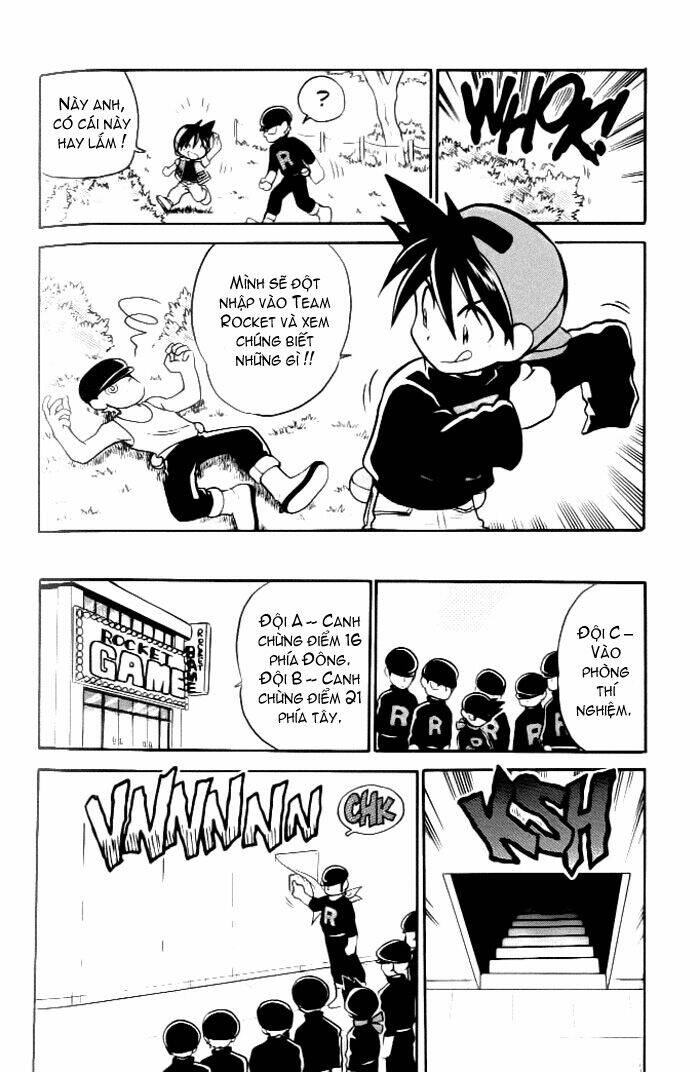 Này anh,
có cái này
hay lắm!
?
WHOK!
Mình sẽ đột
nhập vào Team
Rocket và xem
chúng biết
những gì!!
ROCKET
GAME
Đội A ~ Canh
chừng điểm 16
phía Đông.
Đội B ~ Canh
chừng điểm 21
phía tây.
Đội C –
Vào
phòng
thí
nghiệm.
R
R
R
R
VNNNNNN
CHK
R
KSH